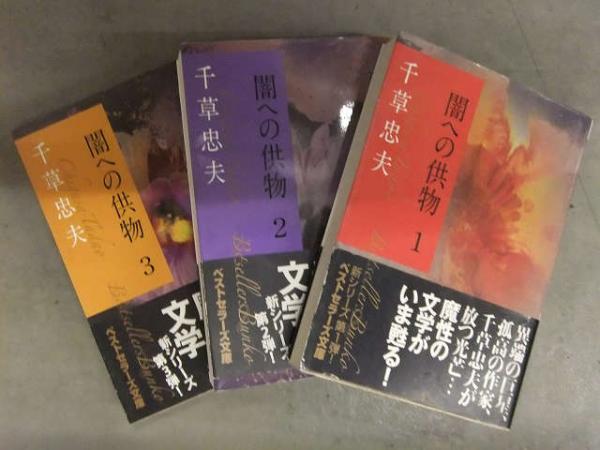 闇への供物 1
千草忠夫
異端の巨星、
孤高の作家、
千草忠夫が
放つ光芒…
魔性の
文学が
いま甦る!
新シリーズ 第1弾!
ベストセラーズ文庫
闇への供物 2
千草忠夫
文学
新シリーズ
第2弾!
ベストセラーズ文庫
闇への供物 3
千草忠夫
文学
新シリーズ
第3弾!
ベストセラーズ文庫